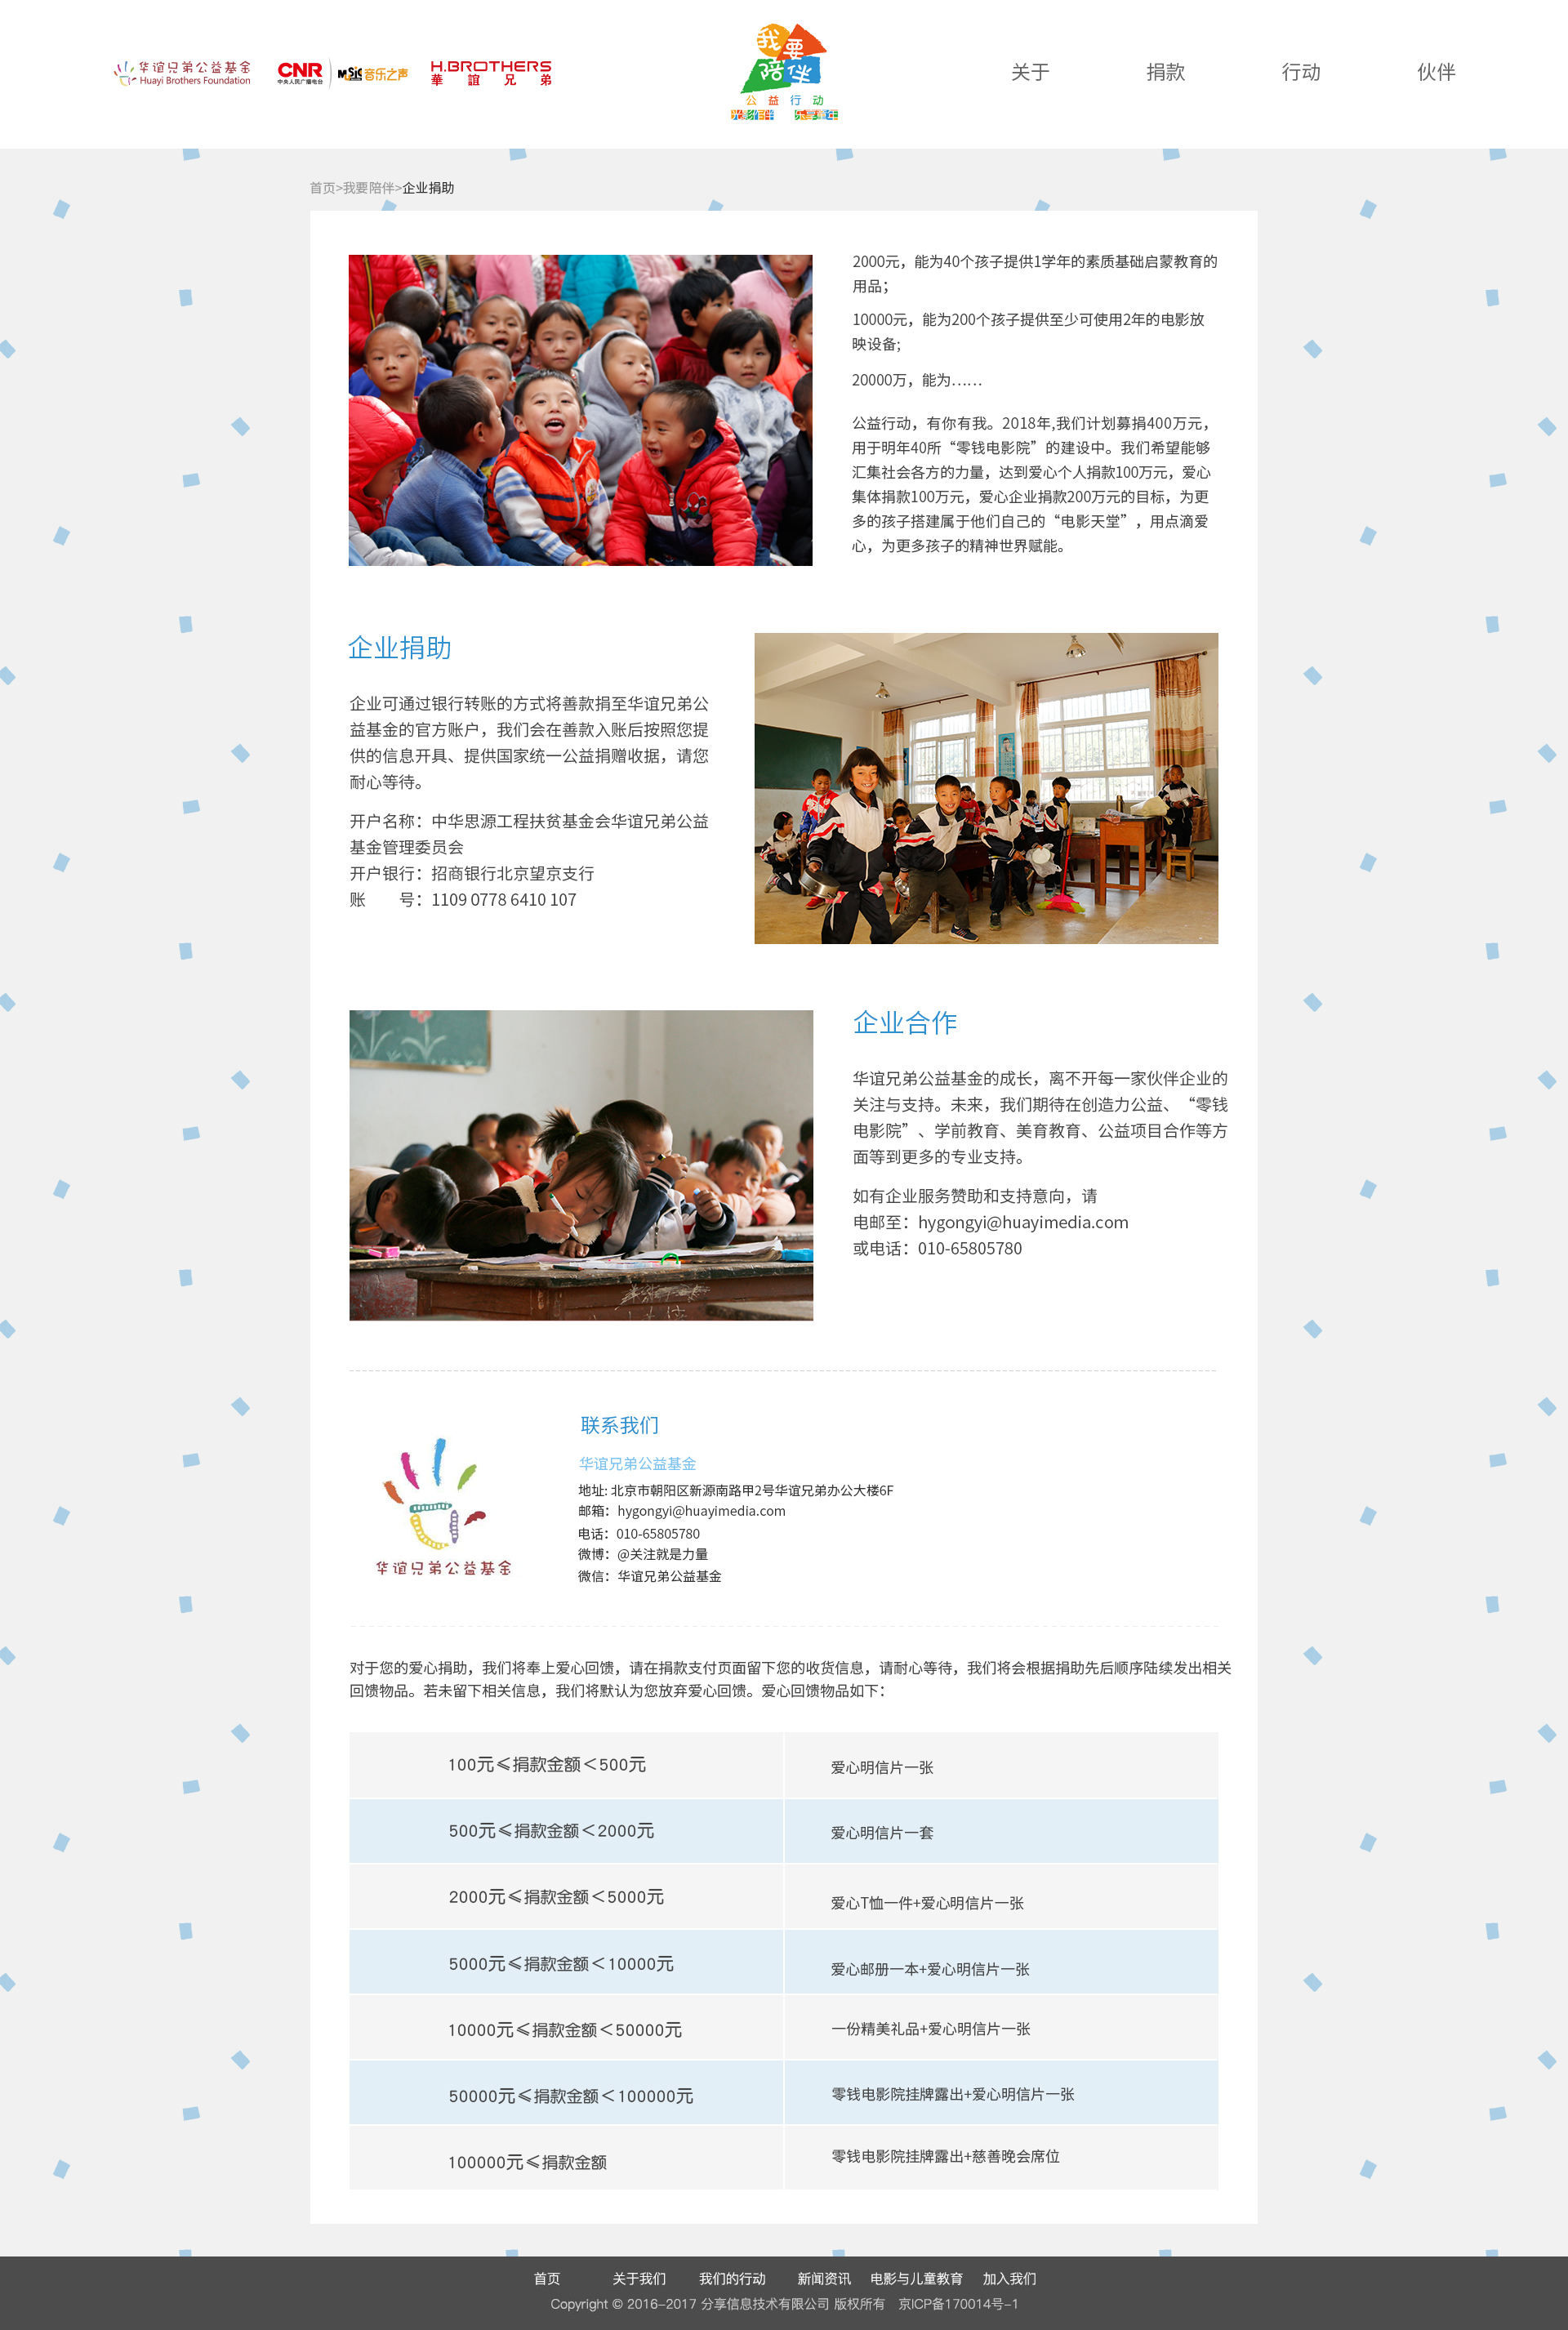 华谊兄弟公益基金
Huayi Brothers Foundation
CNR
中央人民广播电台
MUSIC 音乐之声
H.BROTHERS
華誼兄弟
我要陪伴
公益行动
关于
捐款
行动
伙伴
首页>我要陪伴>企业捐助
2000元，能为40个孩子提供1学年的素质基础启蒙教育的
用品；
10000元，能为200个孩子提供至少可使用2年的电影放
映设备;
20000万，能为……
公益行动，有你有我。2018年,我们计划募捐400万元，
用于明年40所“零钱电影院”的建设中。我们希望能够
汇集社会各方的力量，达到爱心个人捐款100万元，爱心
集体捐款100万元，爱心企业捐款200万元的目标，为更
多的孩子搭建属于他们自己的“电影天堂”，用点滴爱
心，为更多孩子的精神世界赋能。
企业捐助
企业可通过银行转账的方式将善款捐至华谊兄弟公
益基金的官方账户，我们会在善款入账后按照您提
供的信息开具、提供国家统一公益捐赠收据，请您
耐心等待。
开户名称：中华思源工程扶贫基金会华谊兄弟公益
基金管理委员会
开户银行：招商银行北京望京支行
账　　号：1109 0778 6410 107
企业合作
华谊兄弟公益基金的成长，离不开每一家伙伴企业的
关注与支持。未来，我们期待在创造力公益、“零钱
电影院”、学前教育、美育教育、公益项目合作等方
面等到更多的专业支持。
如有企业服务赞助和支持意向，请
电邮至：hygongyi@huayimedia.com
或电话：010-65805780
华谊兄弟公益基金
联系我们
华谊兄弟公益基金
地址: 北京市朝阳区新源南路甲2号华谊兄弟办公大楼6F
邮箱：hygongyi@huayimedia.com
电话：010-65805780
微博：@关注就是力量
微信：华谊兄弟公益基金
对于您的爱心捐助，我们将奉上爱心回馈，请在捐款支付页面留下您的收货信息，请耐心等待，我们将会根据捐助先后顺序陆续发出相关
回馈物品。若未留下相关信息，我们将默认为您放弃爱心回馈。爱心回馈物品如下：
100元≤捐款金额＜500元
爱心明信片一张
500元≤捐款金额＜2000元
爱心明信片一套
2000元≤捐款金额＜5000元
爱心T恤一件+爱心明信片一张
5000元≤捐款金额＜10000元
爱心邮册一本+爱心明信片一张
10000元≤捐款金额＜50000元
一份精美礼品+爱心明信片一张
50000元≤捐款金额＜100000元
零钱电影院挂牌露出+爱心明信片一张
100000元≤捐款金额
零钱电影院挂牌露出+慈善晚会席位
首页 关于我们 我们的行动 新闻资讯 电影与儿童教育 加入我们
Copyright © 2016-2017 分享信息技术有限公司 版权所有 京ICP备170014号-1